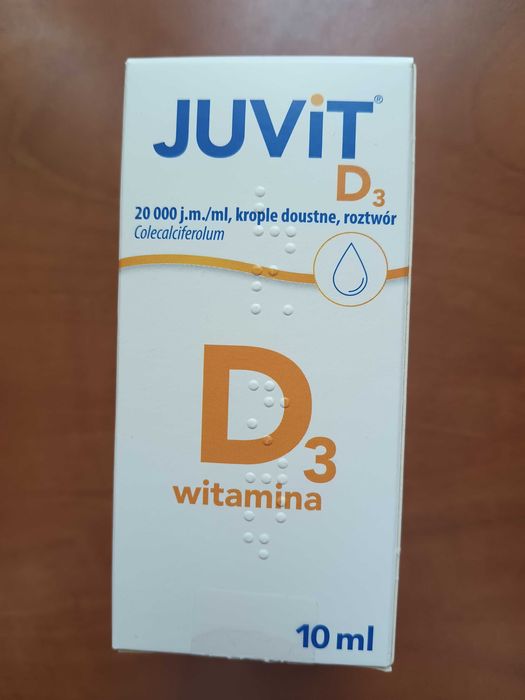 JUViT®
D3
20 000 j.m./ml, krople doustne, roztwór
Colecalciferolum
D3
witamina
10 ml